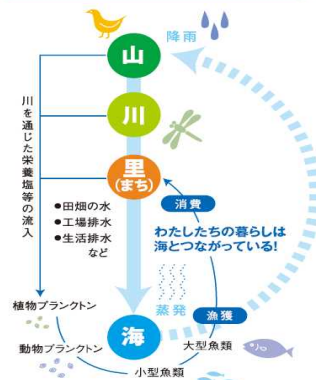 降雨
山
川
里
(まち)
川を通じた栄養塩等の流入
●田畑の水
●工場排水
●生活排水
など
消費
わたしたちの暮らしは
海とつながっている!
蒸発
漁獲
海
植物プランクトン
動物プランクトン
小型魚類
大型魚類